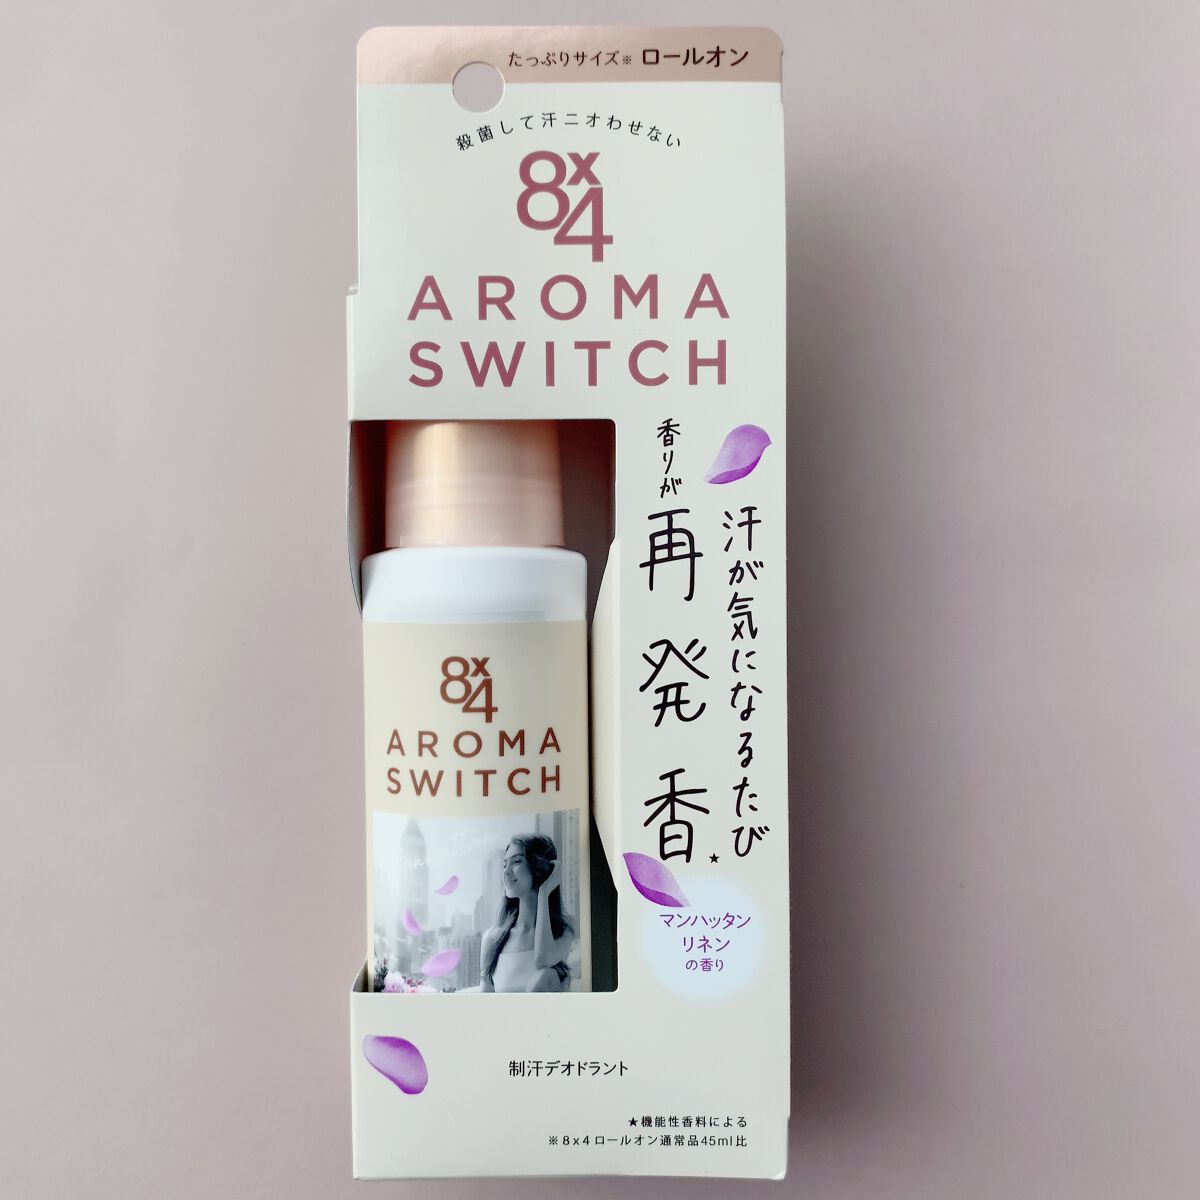 たっぷりサイズ※ ロールオン
殺菌して汗ニオわせない
8x4
AROMA
SWITCH
汗が気になるたび
香りが
再発香★
マンハッタン
リネン
の香り
8x4
AROMA
SWITCH
制汗デオドラント
★機能性香料による
※8x4ロールオン通常品45ml比